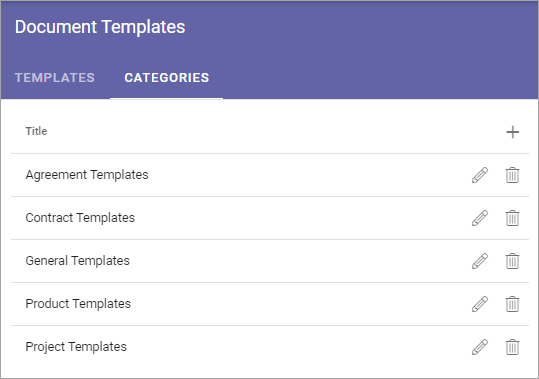 Document Templates
TEMPLATES CATEGORIES
Title
Agreement Templates
Contract Templates
General Templates
Product Templates
Project Templates